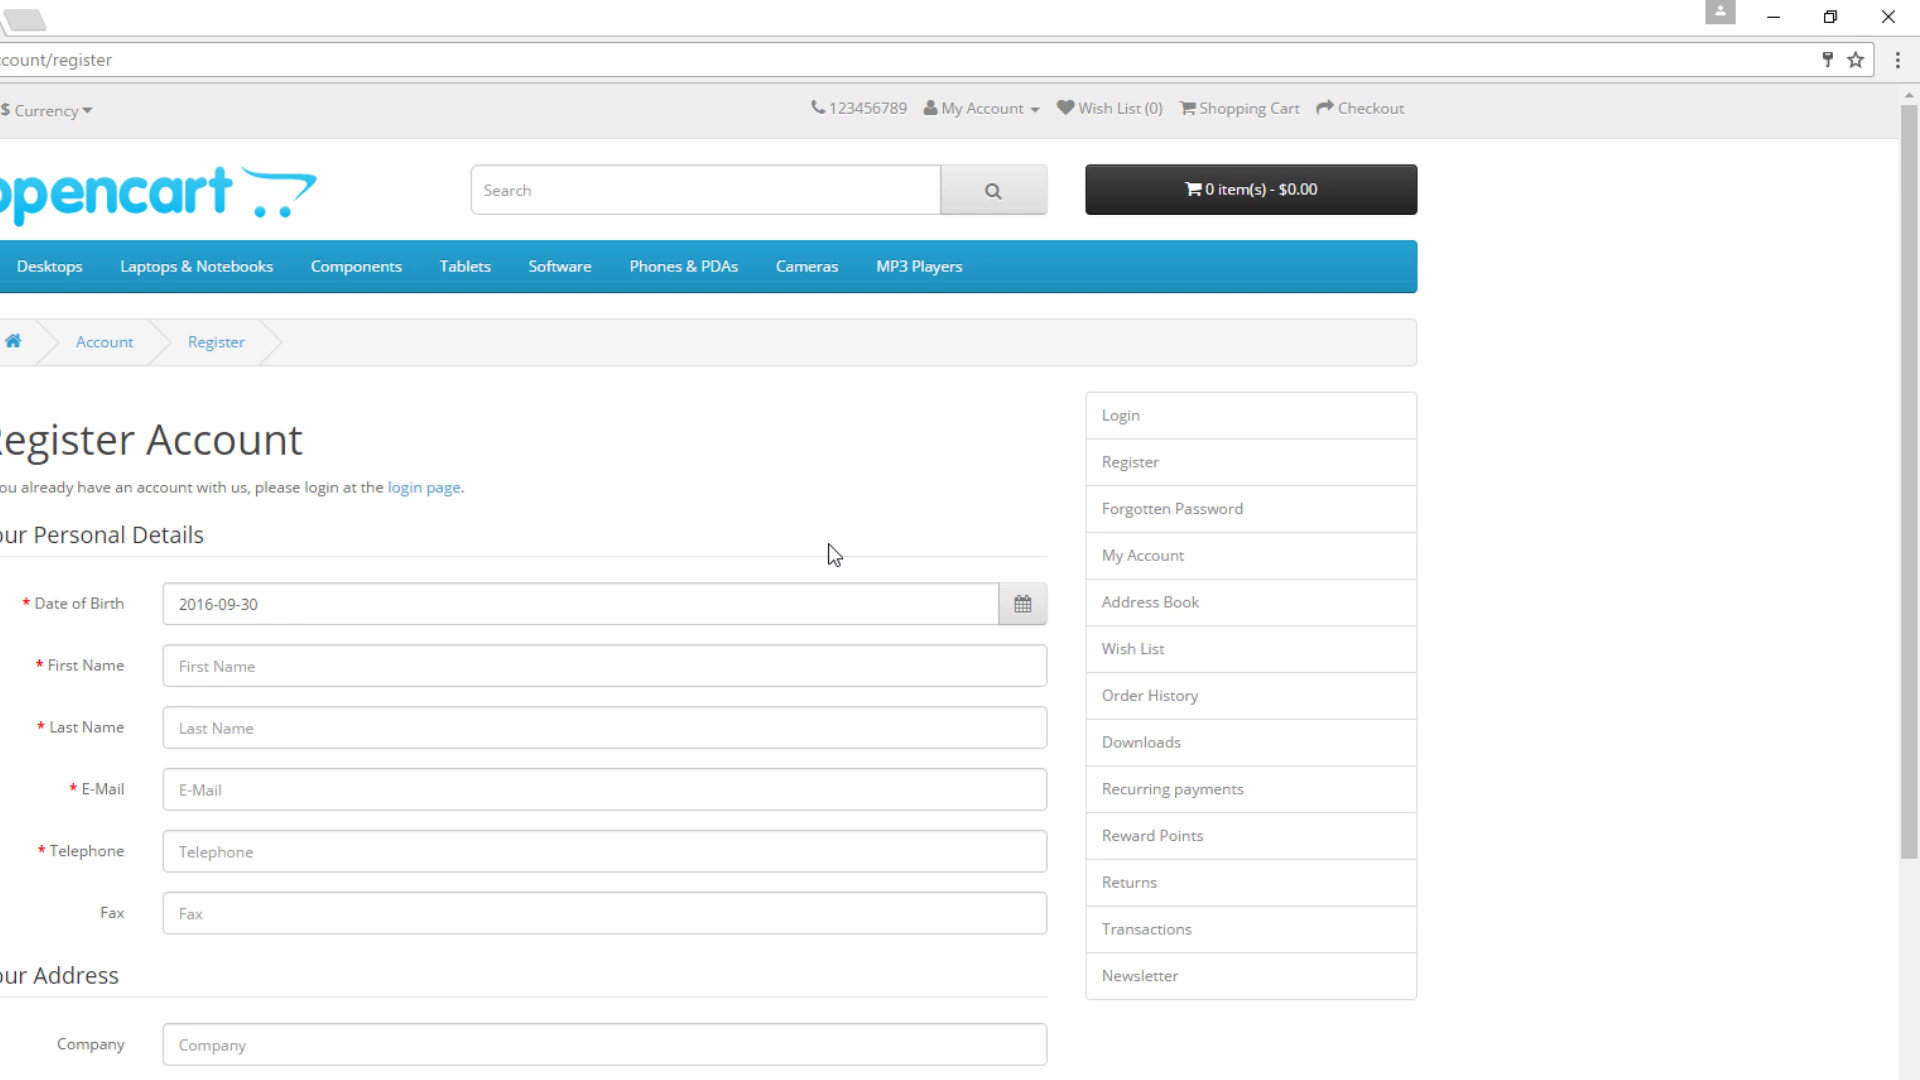 count/register
$ Currency
123456789 My Account Wish List (0) Shopping Cart Checkout
opencart
Search
0 item(s) - $0.00
Desktops Laptops & Notebooks Components Tablets Software Phones & PDAs Cameras MP3 Players
Account Register
egister Account
ou already have an account with us, please login at the login page.
our Personal Details
* Date of Birth 2016-09-30
* First Name First Name
* Last Name Last Name
* E-Mail E-Mail
* Telephone Telephone
Fax Fax
our Address
Company Company
Login
Register
Forgotten Password
My Account
Address Book
Wish List
Order History
Downloads
Recurring payments
Reward Points
Returns
Transactions
Newsletter